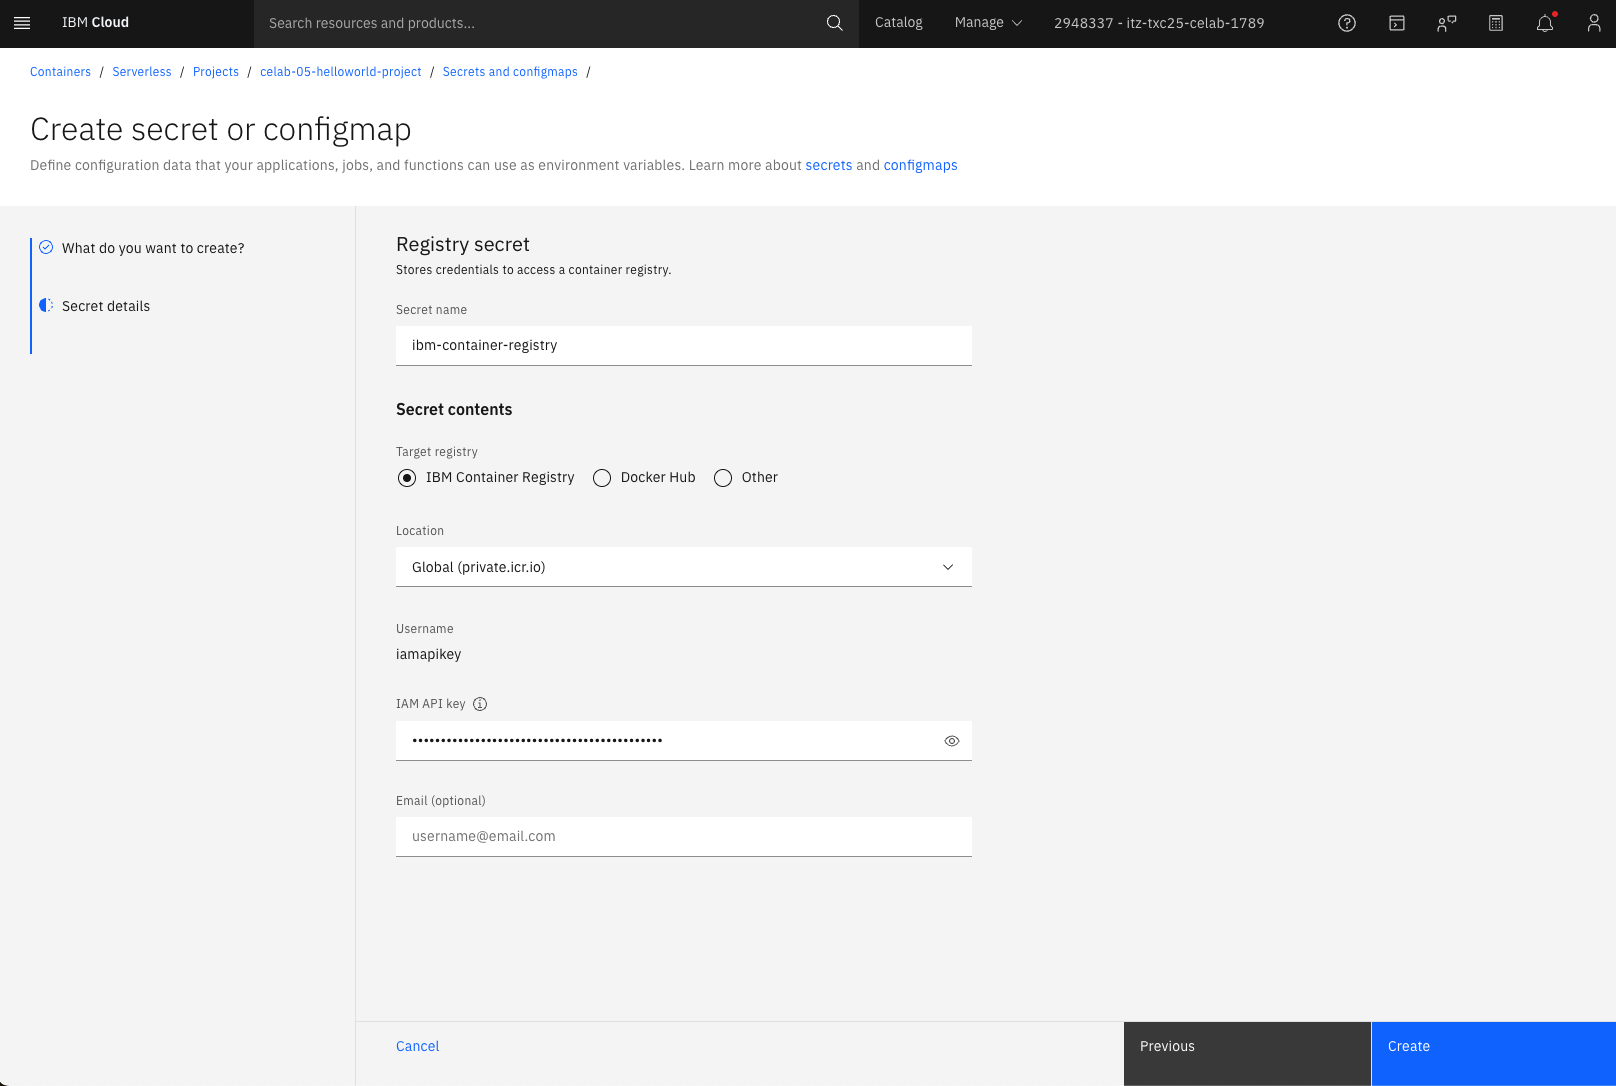 IBM Cloud
Search resources and products...
Catalog
Manage
2948337 - itz-txc25-celab-1789
Containers / Serverless / Projects / celab-05-helloworld-project / Secrets and configmaps /
Create secret or configmap
Define configuration data that your applications, jobs, and functions can use as environment variables. Learn more about secrets and configmaps
What do you want to create?
Secret details
Registry secret
Stores credentials to access a container registry.
Secret name
ibm-container-registry
Secret contents
Target registry
IBM Container Registry
Docker Hub
Other
Location
Global (private.icr.io)
Username
iamapikey
IAM API key
••••••••••••••••••••••••••••••••••••••••••••
Email (optional)
username@email.com
Cancel
Previous
Create